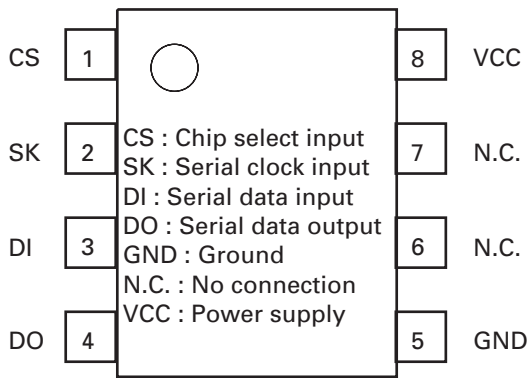 CS 1 8 VCC
SK 2 7 N.C.
DI 3 6 N.C.
DO 4 5 GND
CS : Chip select input
SK : Serial clock input
DI : Serial data input
DO : Serial data output
GND : Ground
N.C. : No connection
VCC : Power supply